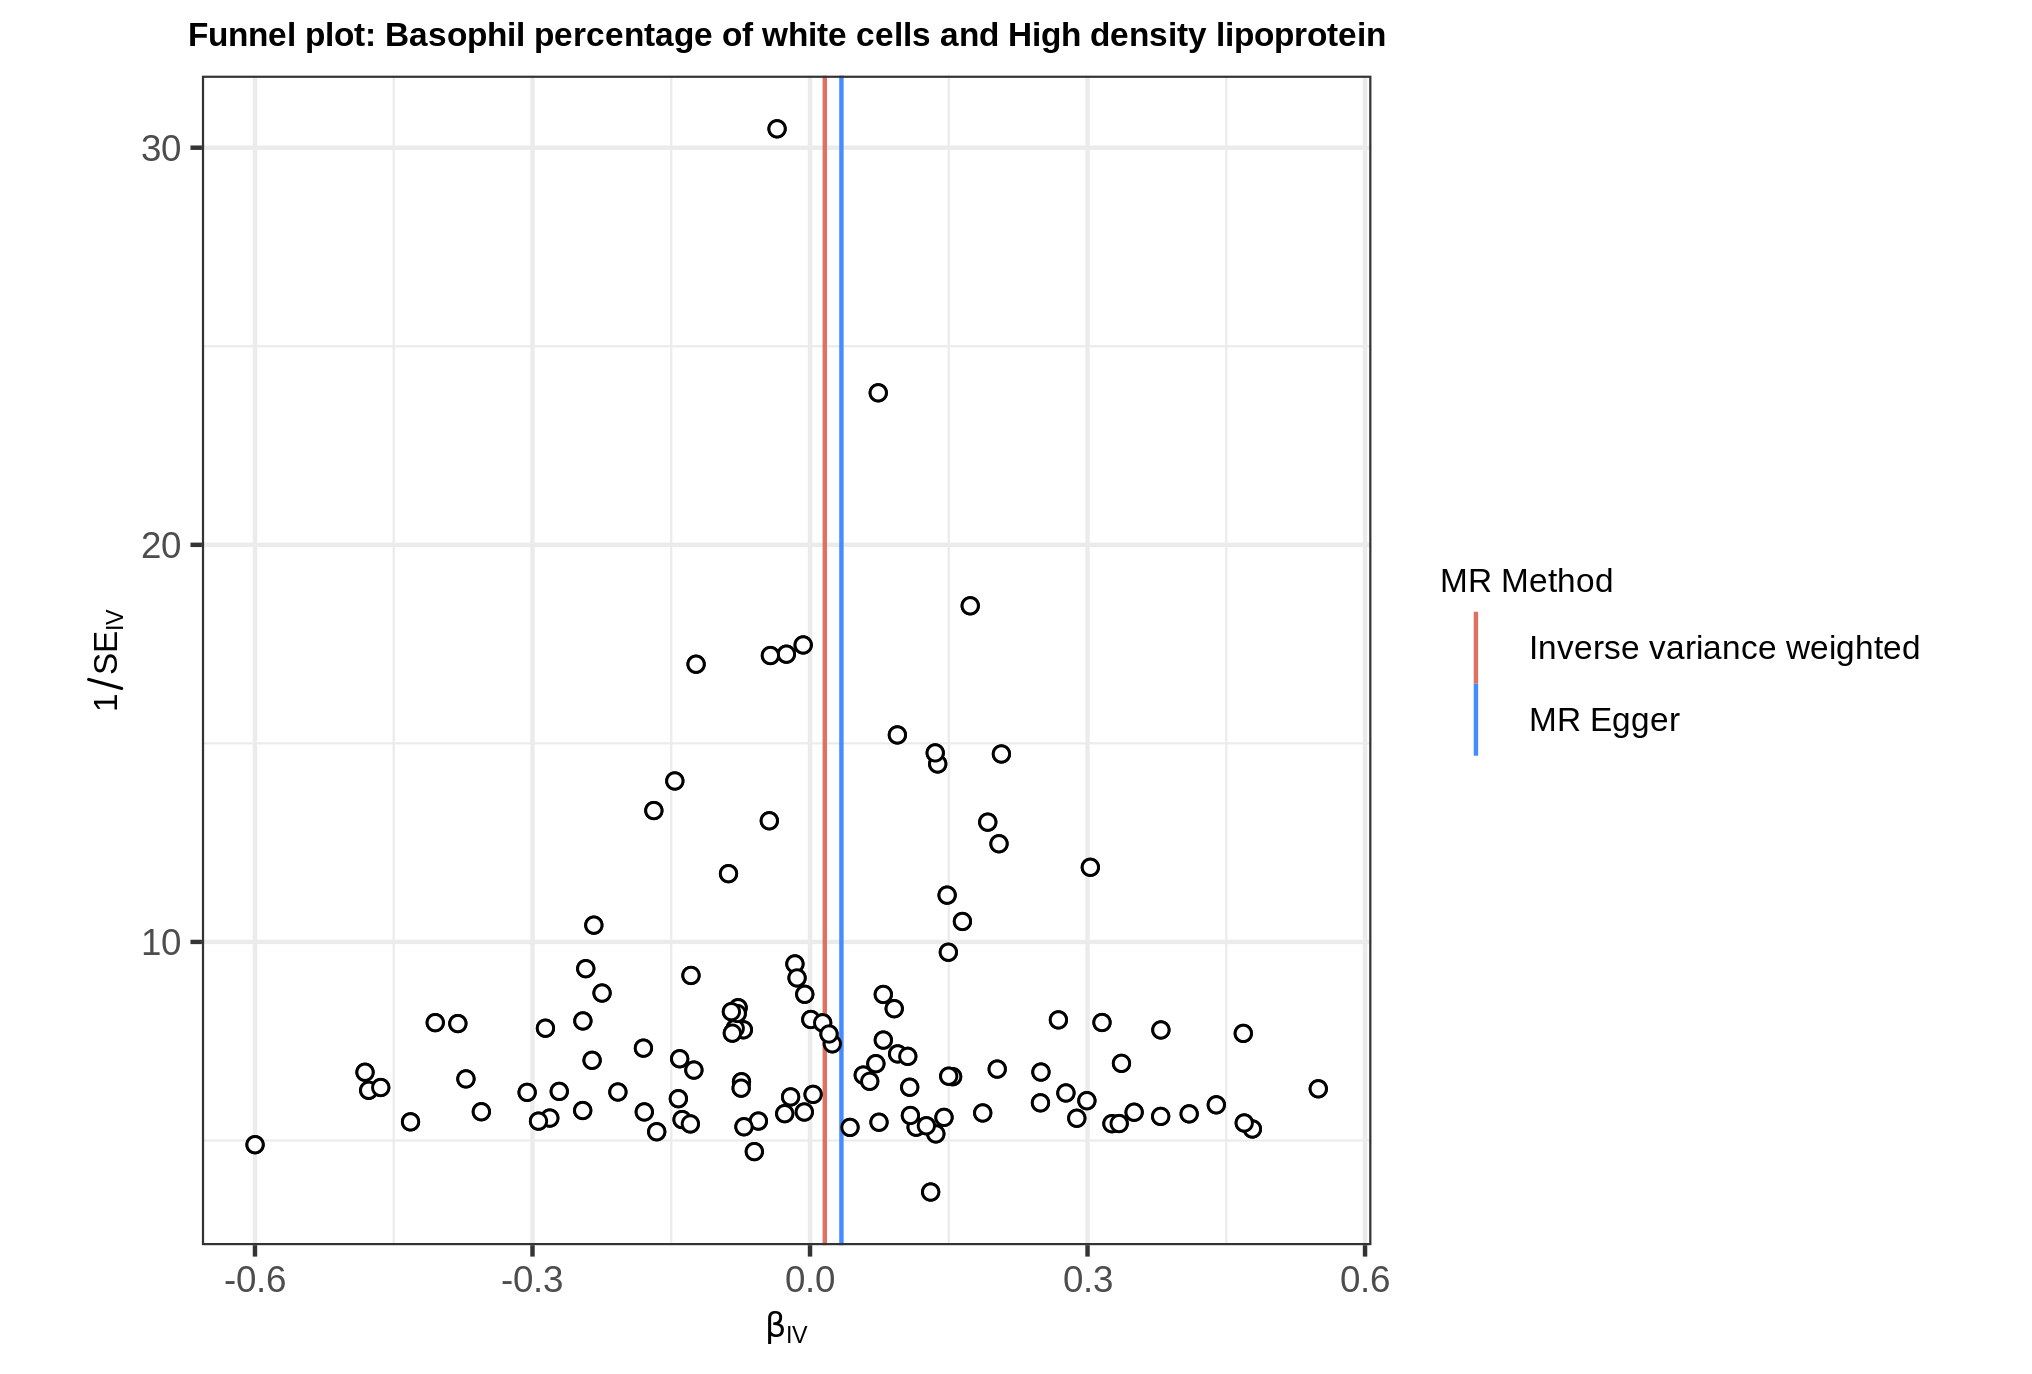 Funnel plot: Basophil percentage of white cells and High density lipoprotein
30
20
10
1/SEIV
-0.6
-0.3
0.0
0.3
0.6
βIV
MR Method
Inverse variance weighted
MR Egger